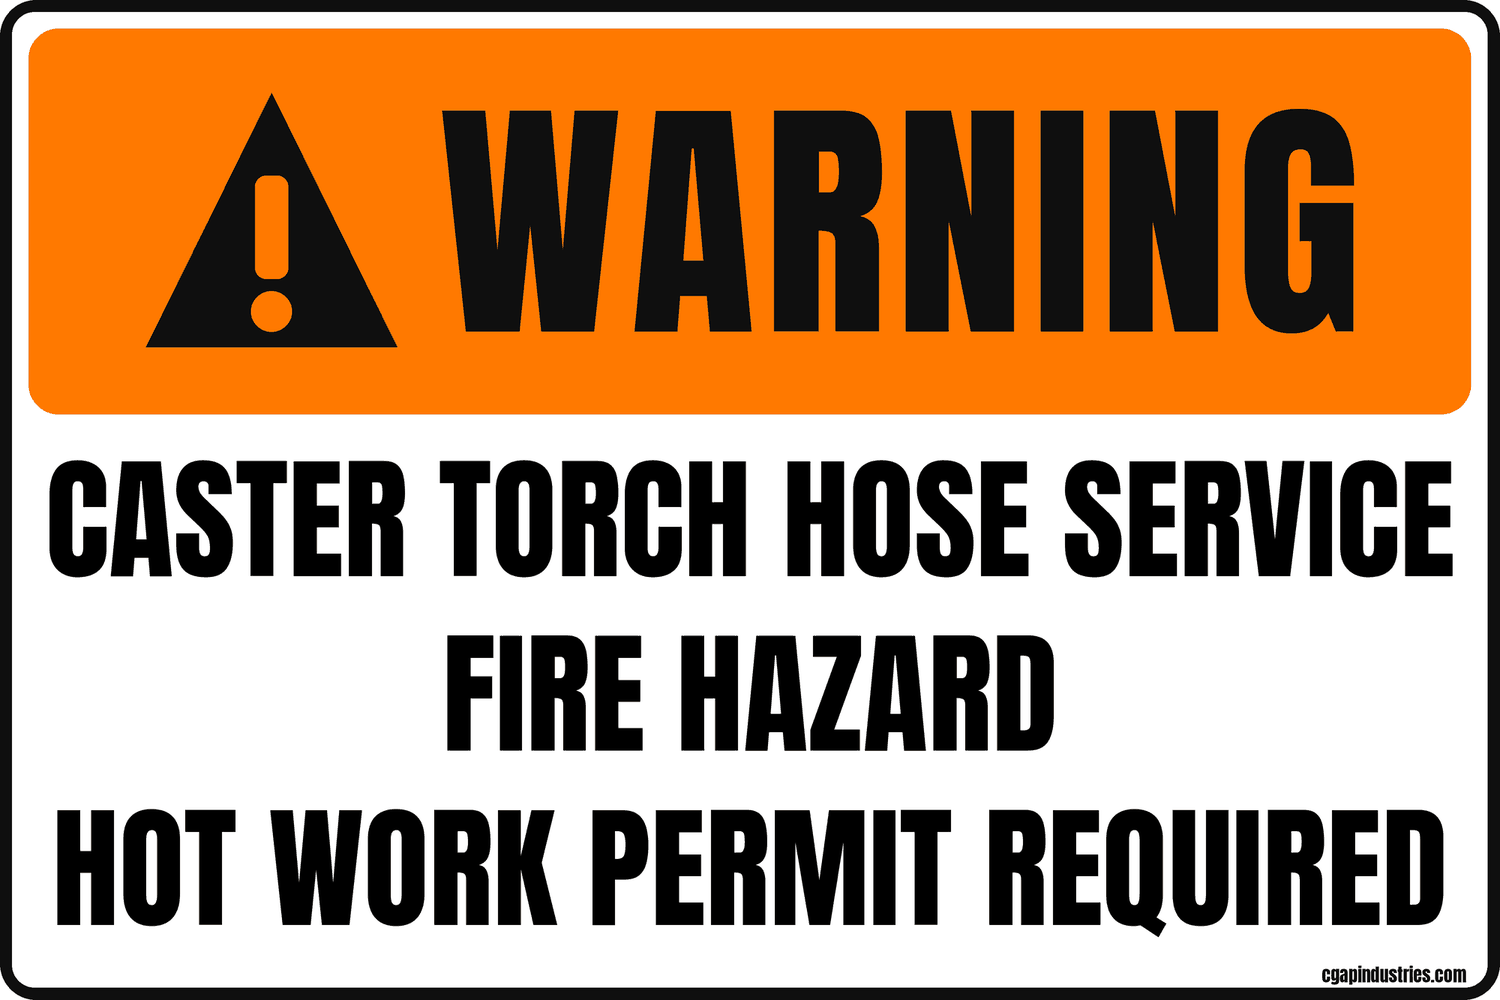 WARNING
CASTER TORCH HOSE SERVICE
FIRE HAZARD
HOT WORK PERMIT REQUIRED
cgapindustries.com